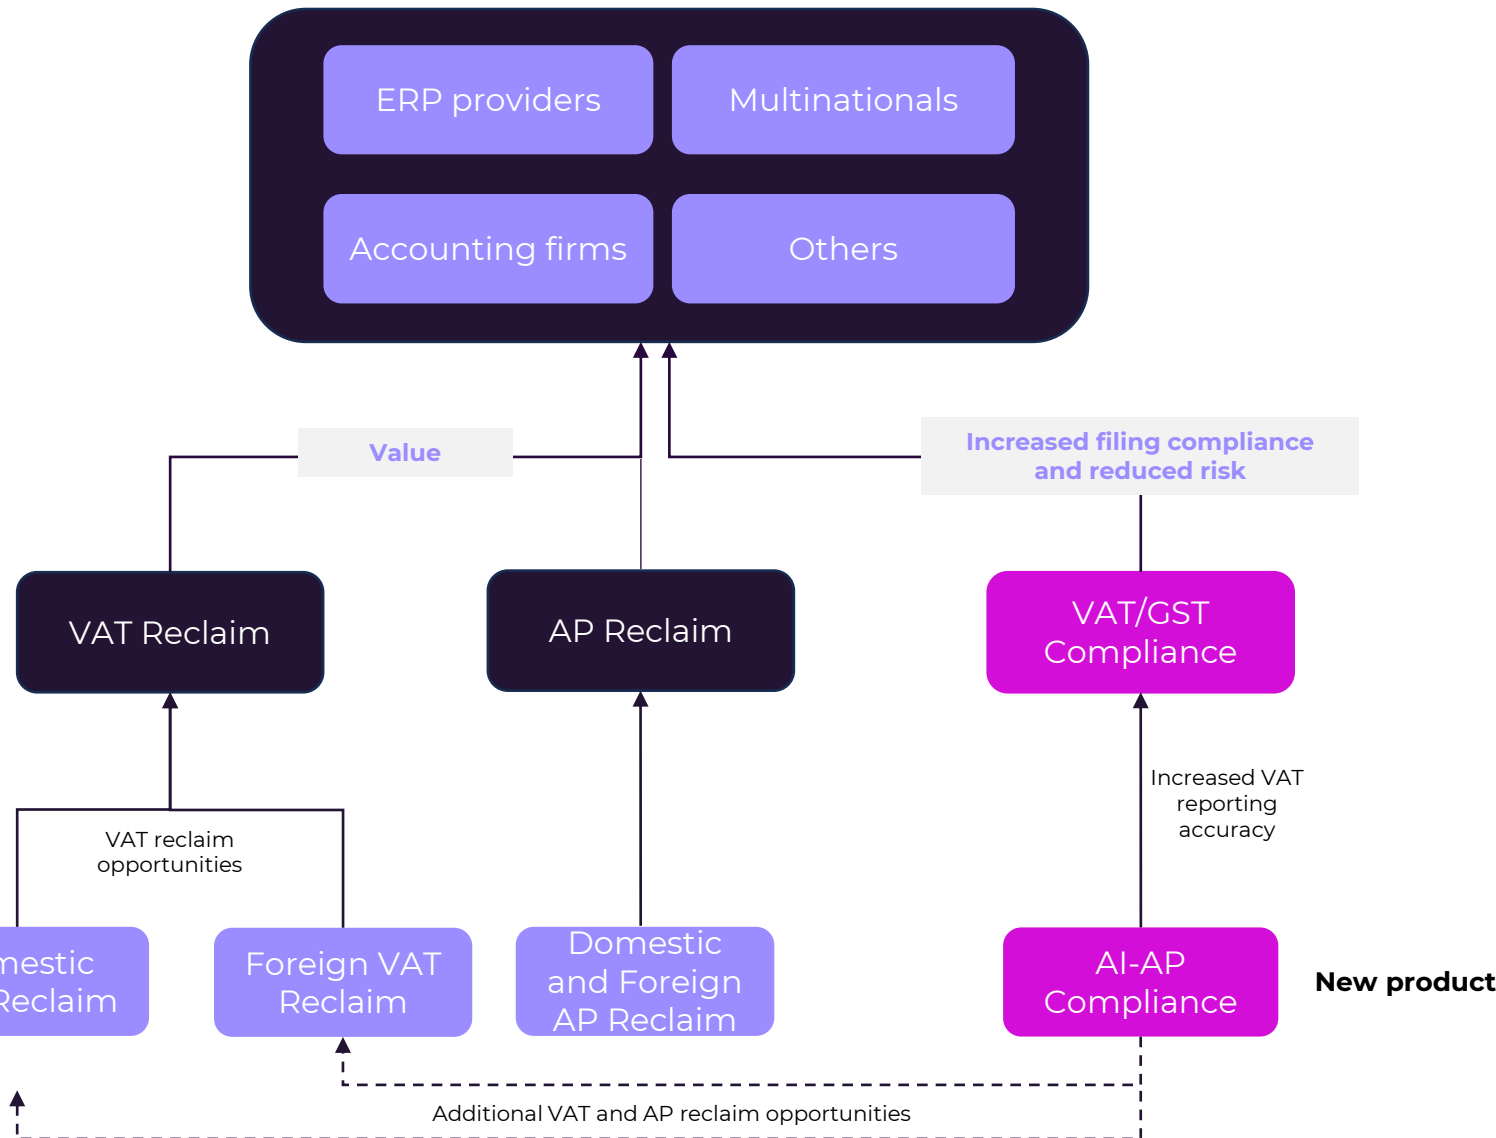 ERP providers
Multinationals
Accounting firms
Others
Value
Increased filing compliance
and reduced risk
VAT Reclaim
AP Reclaim
VAT/GST
Compliance
Increased VAT
reporting
accuracy
VAT reclaim
opportunities
mestic
Reclaim
Foreign VAT
Reclaim
Domestic
and Foreign
AP Reclaim
AI-AP
Compliance
New product
Additional VAT and AP reclaim opportunities